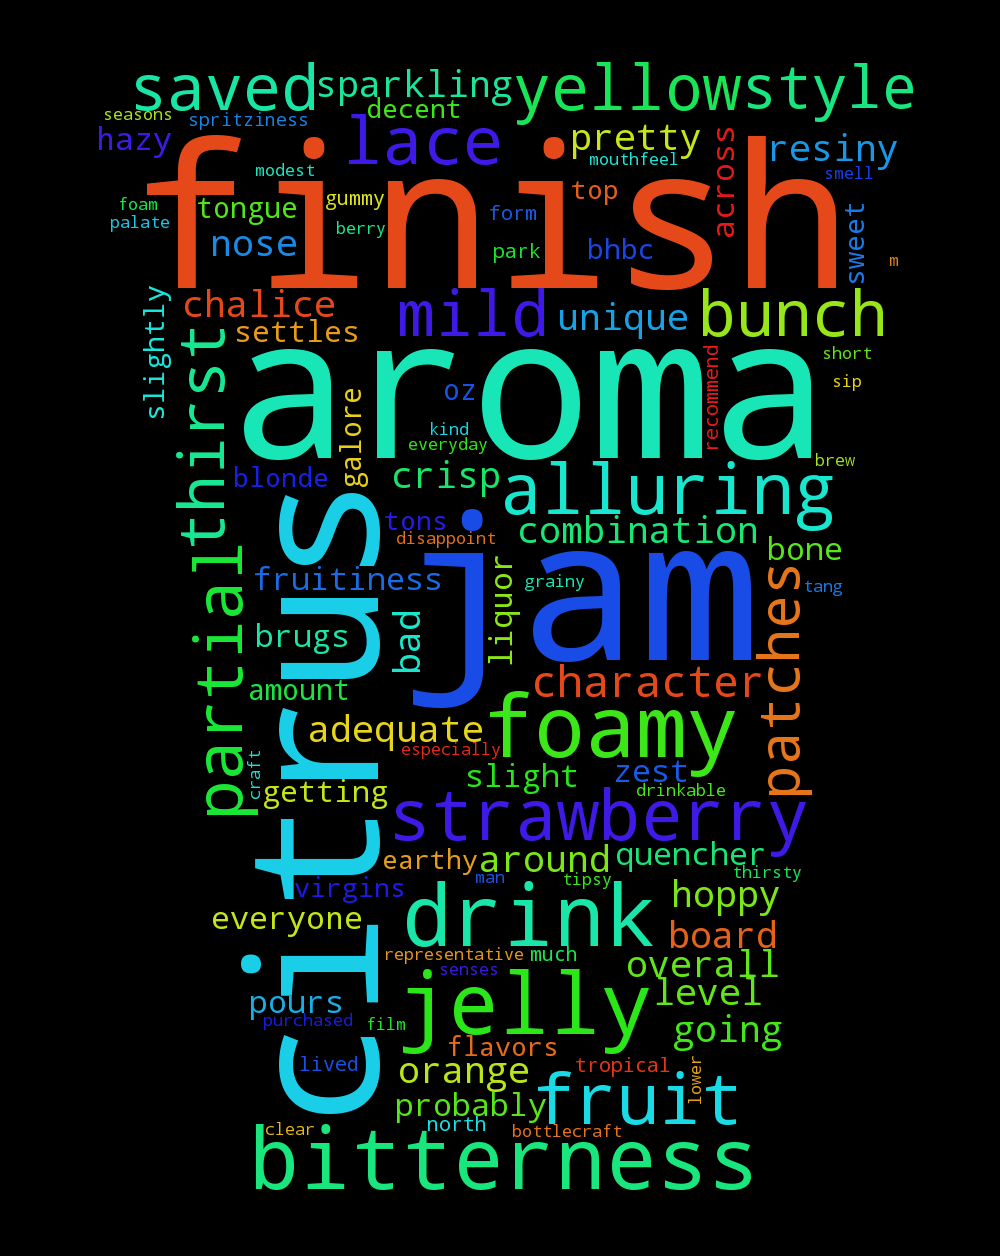 saved
sparkling
yellow
style
seasons
spritziness
decent
hazy
lace
pretty
across
resiny
finish
modest
mouthfeel
smell
foam
palate
tongue
gummy
berry
top
form
park
bhbc
nose
sweet
m
slightly
chalice
settles
mild
unique
bunch
thirst
aroma
oz
recommend
short
sip
kind
everyday
galore
blonde
crisp
brew
alluring
tons
disappoint
combination
bone
citrus
jam
partial
fruitiness
liquor
grainy
tang
brugs
bad
patches
amount
character
adequate
foamy
especially
craft
getting
slight
zest
drinkable
strawberry
earthy
around
quencher
thirsty
virgins
man
tipsy
hoppy
everyone
drink
board
representative
much
senses
overall
pours
purchased
film
jelly
level
going
flavors
lived
orange
tropical
lower
probably
fruit
north
clear
bottlecraft
bitterness